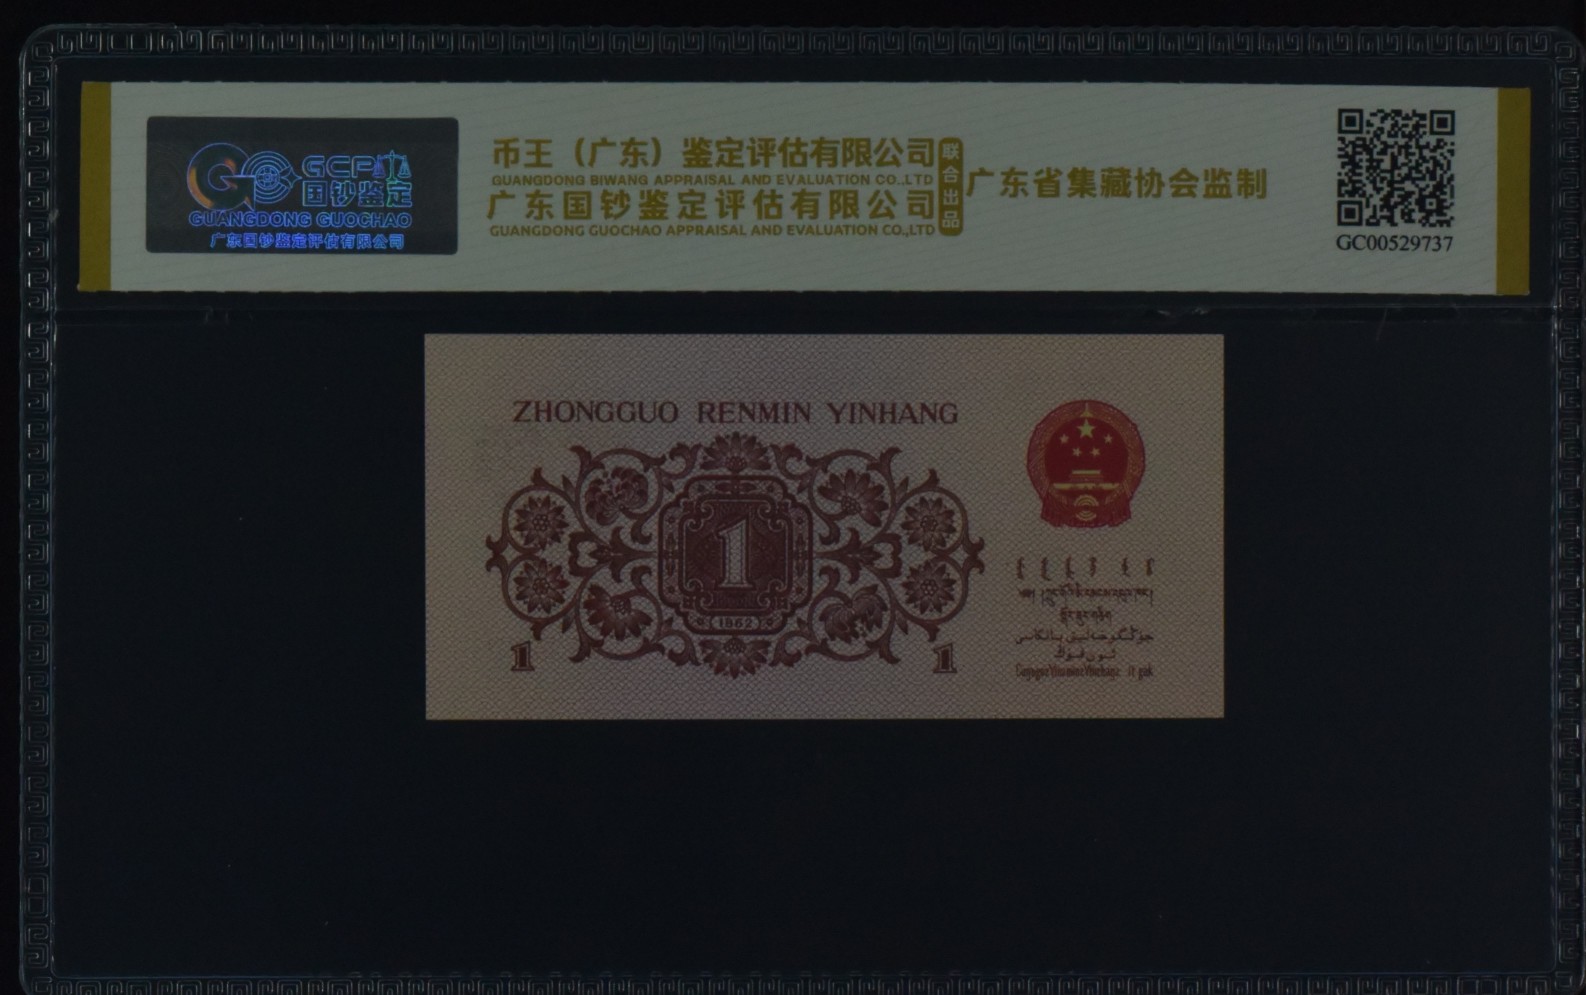 GCP
国钞鉴定
GUANGDONG GUOCHAO
广东国钞鉴定评估有限公司
币王（广东）鉴定评估有限公司
GUANGDONG BIWANG APPRAISAL AND EVALUATION CO.,LTD
广东国钞鉴定评估有限公司
GUANGDONG GUOCHAO APPRAISAL AND EVALUATION CO.,LTD
联合出品
广东省集藏协会监制
GC00529737
ZHONGGUO RENMIN YINHANG
1
1962
1
1